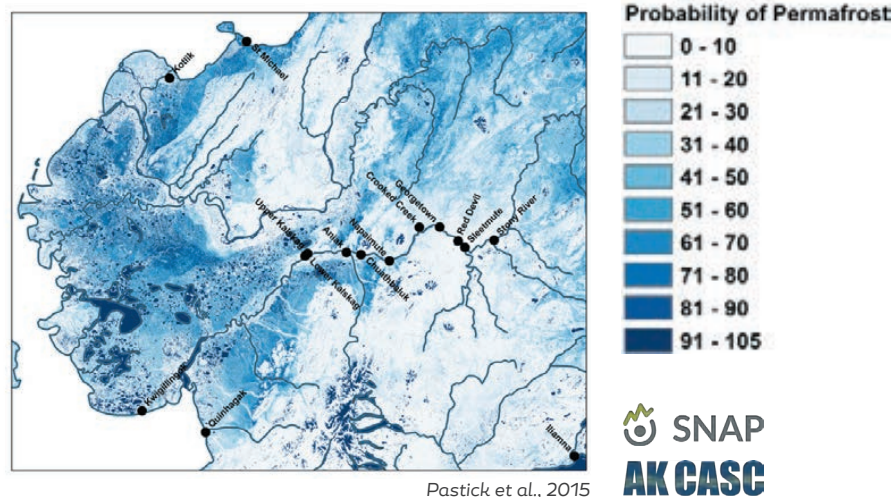 Probability of Permafrost:
0 - 10
11 - 20
21 - 30
31 - 40
41 - 50
51 - 60
61 - 70
71 - 80
81 - 90
91 - 105
Kotlik
St Michael
Upper Kalskag
Lower Kalskag
Aniak
Chuathbaluk
Napaimute
Crooked Creek
Georgetown
Red Devil
Sleetmute
Stony River
Kwigillingok
Quinhagak
Iliamna
Pastick et al., 2015
SNAP
AK CASC